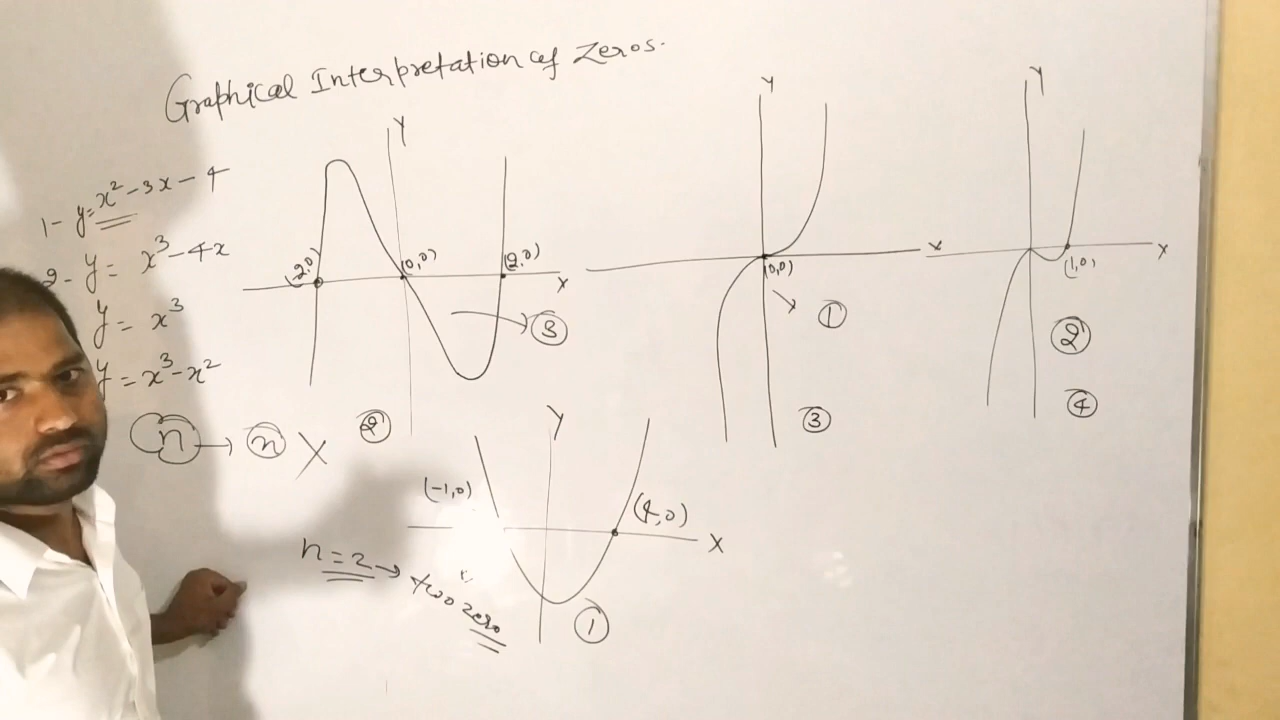 Graphical Interpretation of Zeros.
1- y=x²-3x-4
2- y= x³-4x
y= x³
y=x³-x²
n → n X
Y
(-2,0)
(0,0)
(2,0)
X
→ 3
2
Y
X
(0,0)
1
3
Y
X
(1,0)
2
4
Y
(-1,0)
(4,0)
X
n=2 → two zero
1